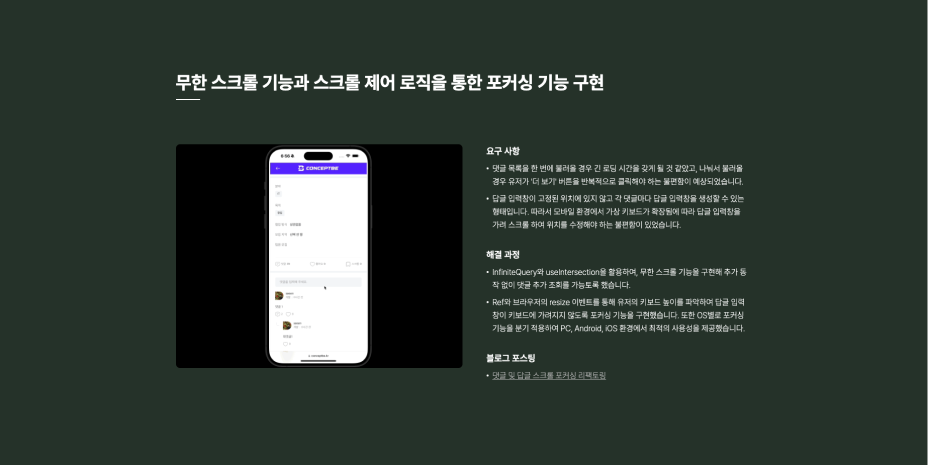 무한 스크롤 기능과 스크롤 제어 로직을 통한 포커싱 기능 구현
CONCEPTBE
요구 사항
• 댓글 목록을 한 번에 불러올 경우 긴 로딩 시간을 갖게 될 것 같았고, 나눠서 불러올
경우 유저가 '더 보기' 버튼을 반복적으로 클릭해야 하는 불편함이 예상되었습니다.
• 답글 입력창이 고정된 위치에 있지 않고 각 댓글마다 답글 입력창을 생성할 수 있는
형태입니다. 따라서 모바일 환경에서 가상 키보드가 확장됨에 따라 답글 입력창을
가려 스크롤 하여 위치를 수정해야 하는 불편함이 있었습니다.
해결 과정
• InfiniteQuery와 useIntersection을 활용하여, 무한 스크롤 기능을 구현해 추가 동
작 없이 댓글 추가 조회를 가능토록 했습니다.
• Ref와 브라우저의 resize 이벤트를 통해 유저의 키보드 높이를 파악하여 답글 입력
창이 키보드에 가려지지 않도록 포커싱 기능을 구현했습니다. 또한 OS별로 포커싱
기능을 분기 적용하여 PC, Android, iOS 환경에서 최적의 사용성을 제공했습니다.
블로그 포스팅
• 댓글 및 답글 스크롤 포커싱 리팩토링